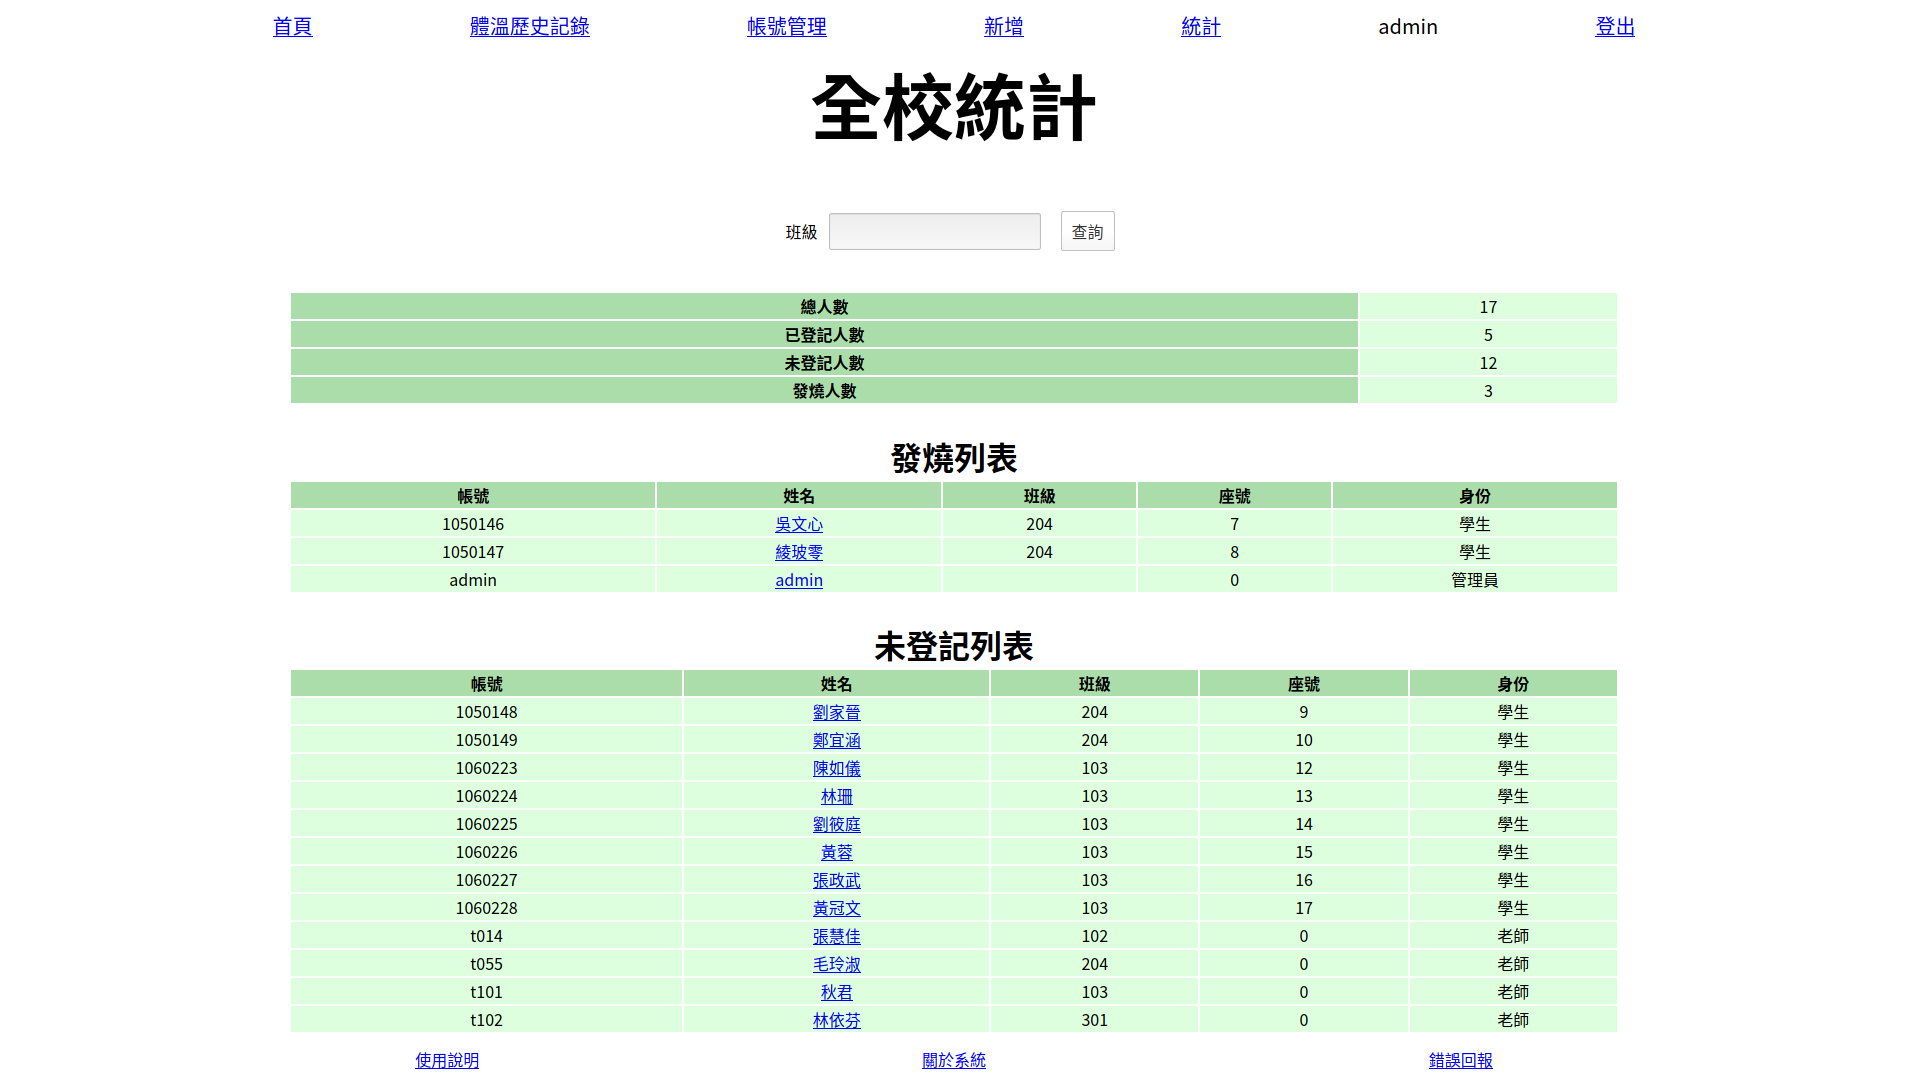 首頁 體溫歷史記錄 帳號管理 新增 統計 admin 登出
全校統計
班級 查詢
總人數 17
已登記人數 5
未登記人數 12
發燒人數 3
發燒列表
帳號 姓名 班級 座號 身份
1050146 吳文心 204 7 學生
1050147 綾玻零 204 8 學生
admin admin 0 管理員
未登記列表
帳號 姓名 班級 座號 身份
1050148 劉家晉 204 9 學生
1050149 鄭宜涵 204 10 學生
1060223 陳如儀 103 12 學生
1060224 林珊 103 13 學生
1060225 劉筱庭 103 14 學生
1060226 黃蓉 103 15 學生
1060227 張政武 103 16 學生
1060228 黃冠文 103 17 學生
t014 張慧佳 102 0 老師
t055 毛玲淑 204 0 老師
t101 秋君 103 0 老師
t102 林依芬 301 0 老師
使用說明 關於系統 錯誤回報